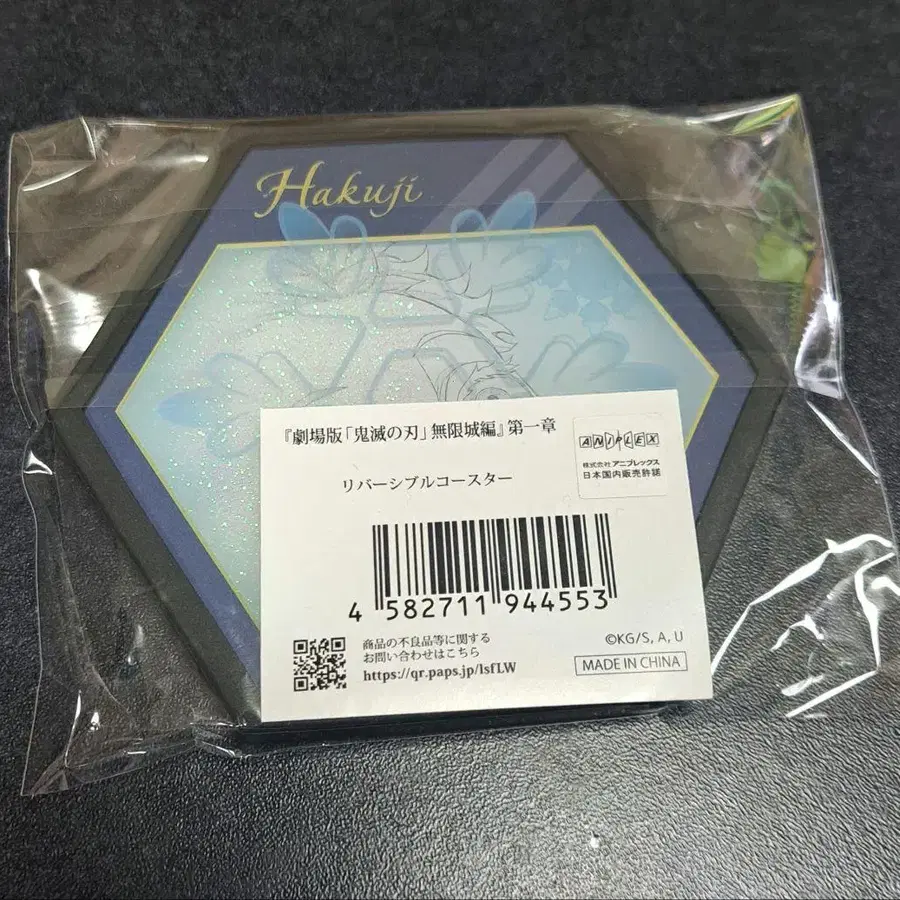 Hakuji
『劇場版「鬼滅の刃」無限城編』第一章
ANIPLEX
株式会社アニプレックス
日本国内販売許諾
リバーシブルコースター
4 582711 944553
商品の不良品等に関する
お問い合わせはこちら
https://qr.paps.jp/lsfLW
©KG/S, A, U
MADE IN CHINA